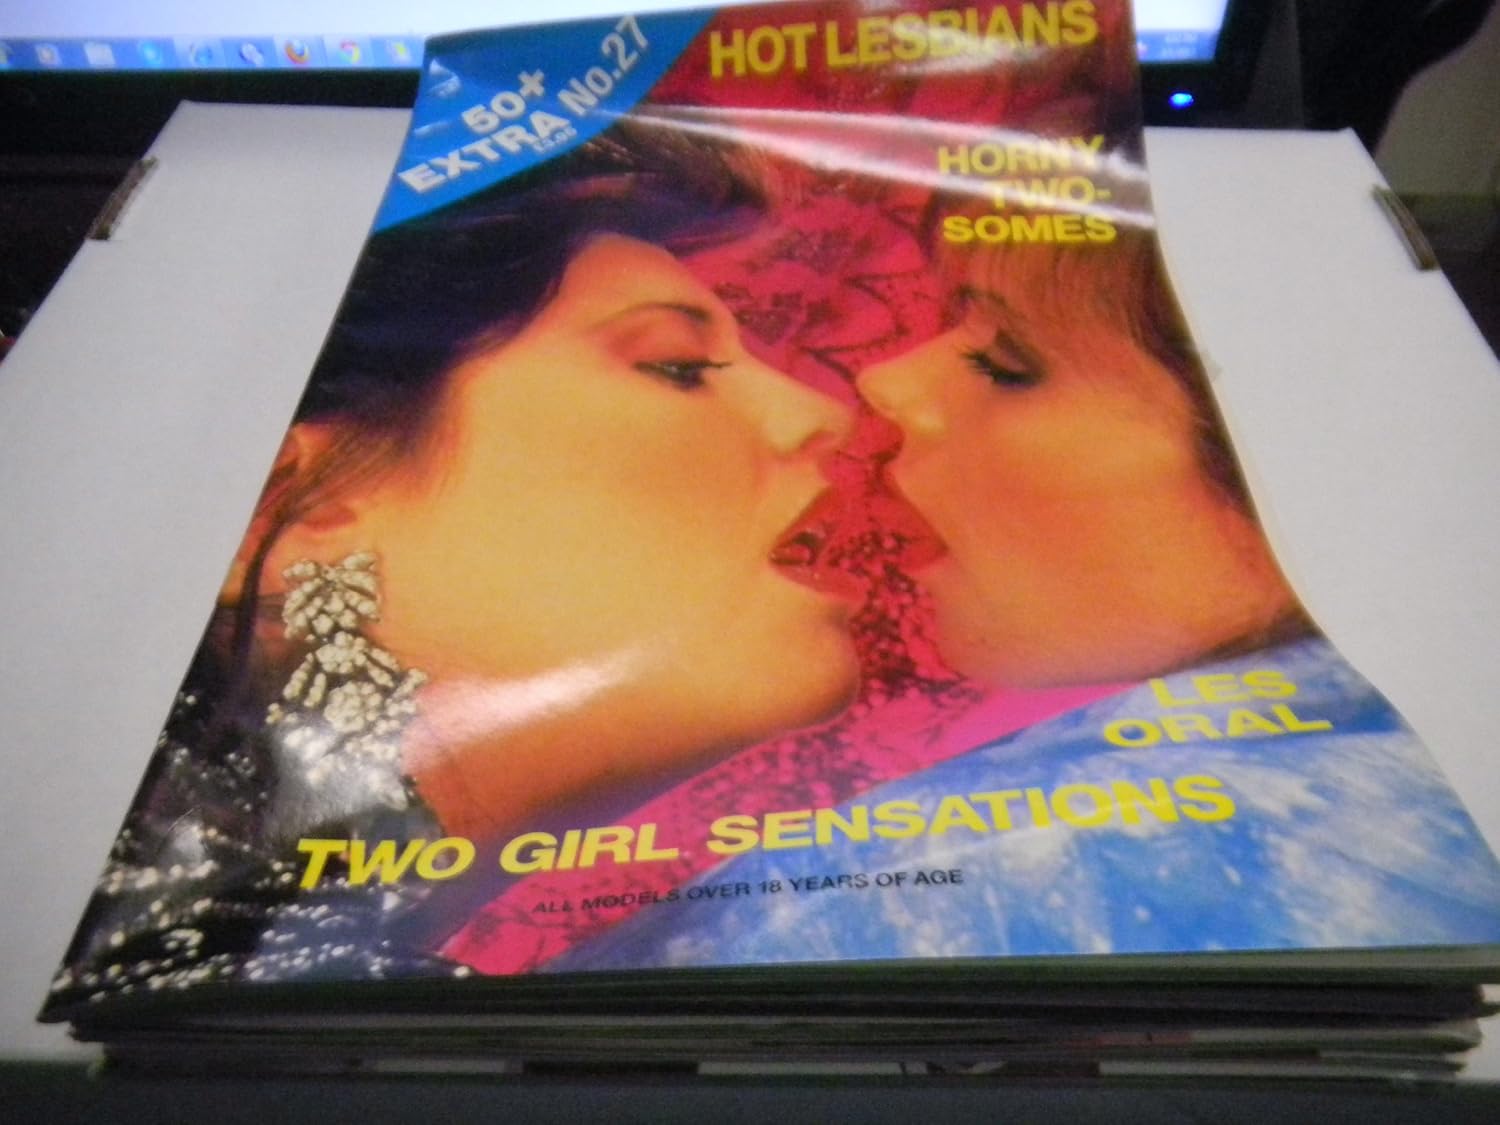 50+
EXTRA No.27
HOT LESBIANS
HORNY
TWO-
SOMES
LES
ORAL
TWO GIRL SENSATIONS
ALL MODELS OVER 18 YEARS OF AGE